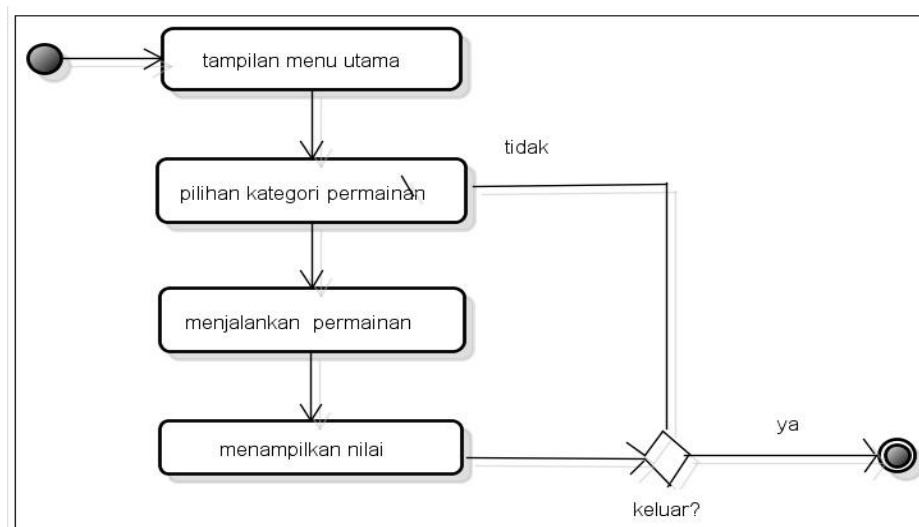 tampilan menu utama
tidak
pilihan kategori permainan
menjalankan permainan
menampilkan nilai
ya
keluar?